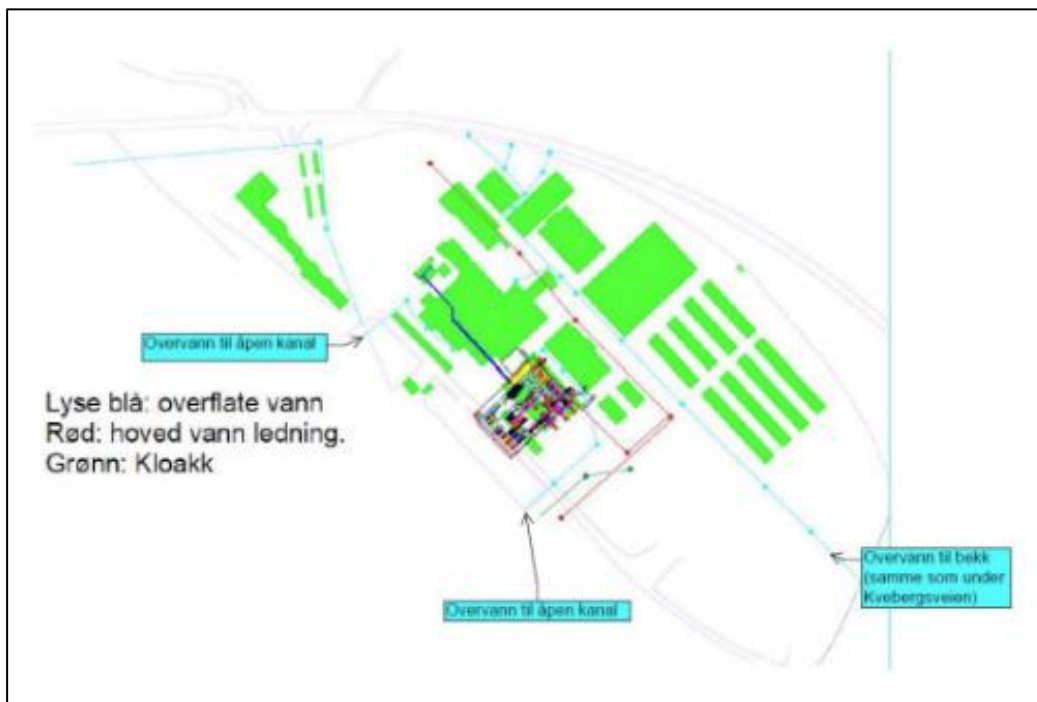 Overvann til åpen kanal
Lyse blå: overflate vann
Rød: hoved vann ledning.
Grønn: Kloakk
Overvann til bekk
(samme som under
Kvebergsveien)
Overvann til åpen kanal